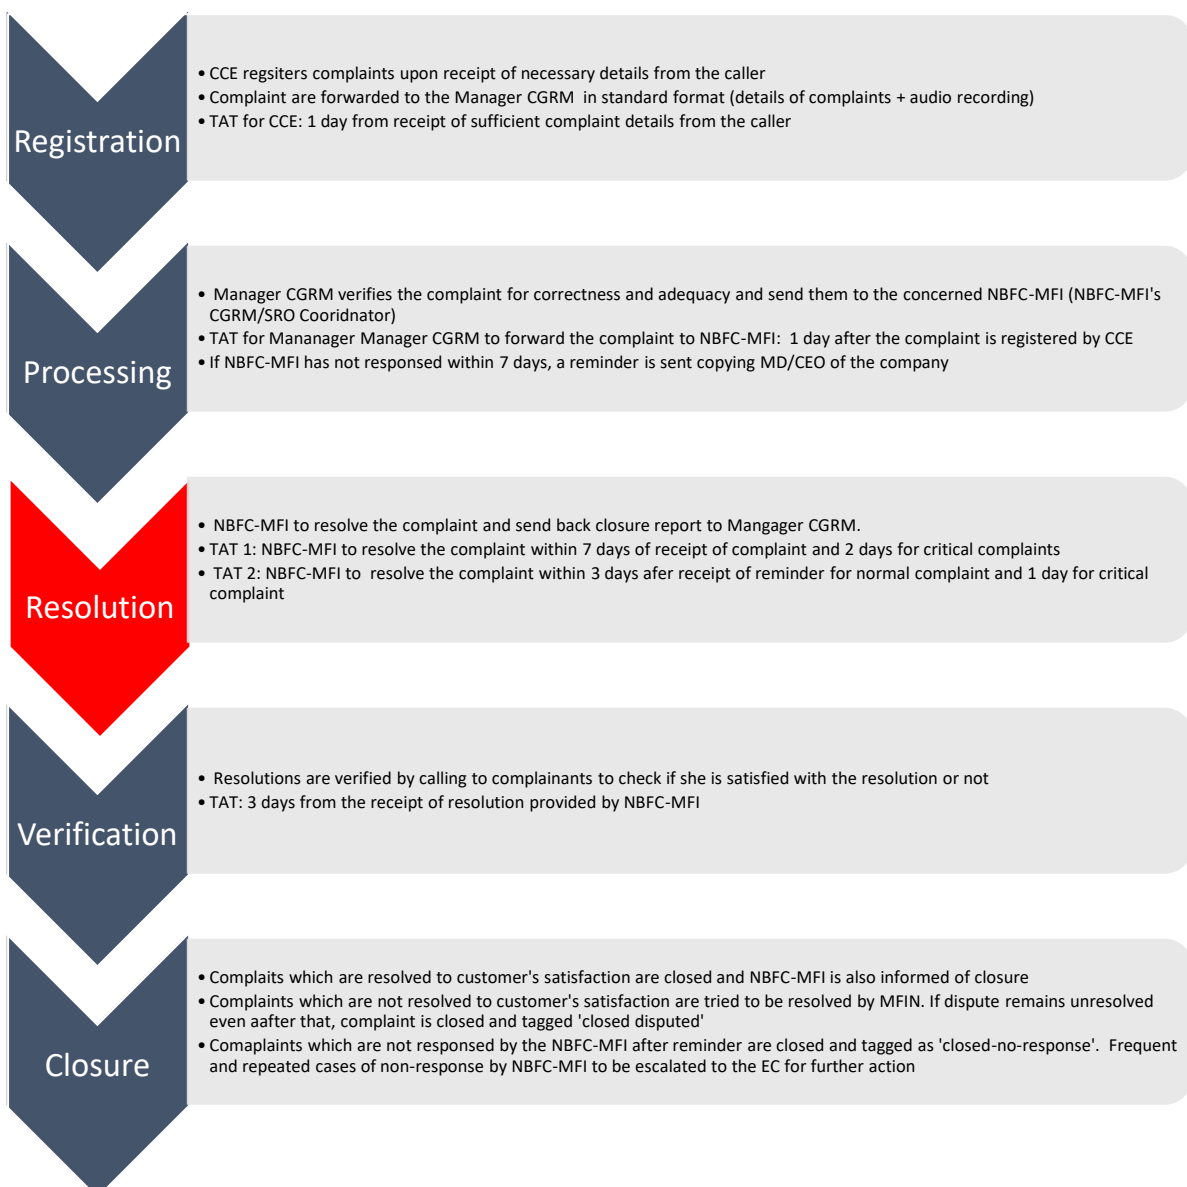 Registration
• CCE regsiters complaints upon receipt of necessary details from the caller
• Complaint are forwarded to the Manager CGRM in standard format (details of complaints + audio recording)
• TAT for CCE: 1 day from receipt of sufficient complaint details from the caller
Processing
• Manager CGRM verifies the complaint for correctness and adequacy and send them to the concerned NBFC-MFI (NBFC-MFI's
CGRM/SRO Cooridnator)
• TAT for Mananager Manager CGRM to forward the complaint to NBFC-MFI: 1 day after the complaint is registered by CCE
• If NBFC-MFI has not responsed within 7 days, a reminder is sent copying MD/CEO of the company
Resolution
• NBFC-MFI to resolve the complaint and send back closure report to Mangager CGRM.
• TAT 1: NBFC-MFI to resolve the complaint within 7 days of receipt of complaint and 2 days for critical complaints
• TAT 2: NBFC-MFI to resolve the complaint within 3 days afer receipt of reminder for normal complaint and 1 day for critical
complaint
Verification
• Resolutions are verified by calling to complainants to check if she is satisfied with the resolution or not
• TAT: 3 days from the receipt of resolution provided by NBFC-MFI
Closure
• Complaits which are resolved to customer's satisfaction are closed and NBFC-MFI is also informed of closure
• Complaints which are not resolved to customer's satisfaction are tried to be resolved by MFIN. If dispute remains unresolved
even aafter that, complaint is closed and tagged 'closed disputed'
• Comaplaints which are not responsed by the NBFC-MFI after reminder are closed and tagged as 'closed-no-response'. Frequent
and repeated cases of non-response by NBFC-MFI to be escalated to the EC for further action